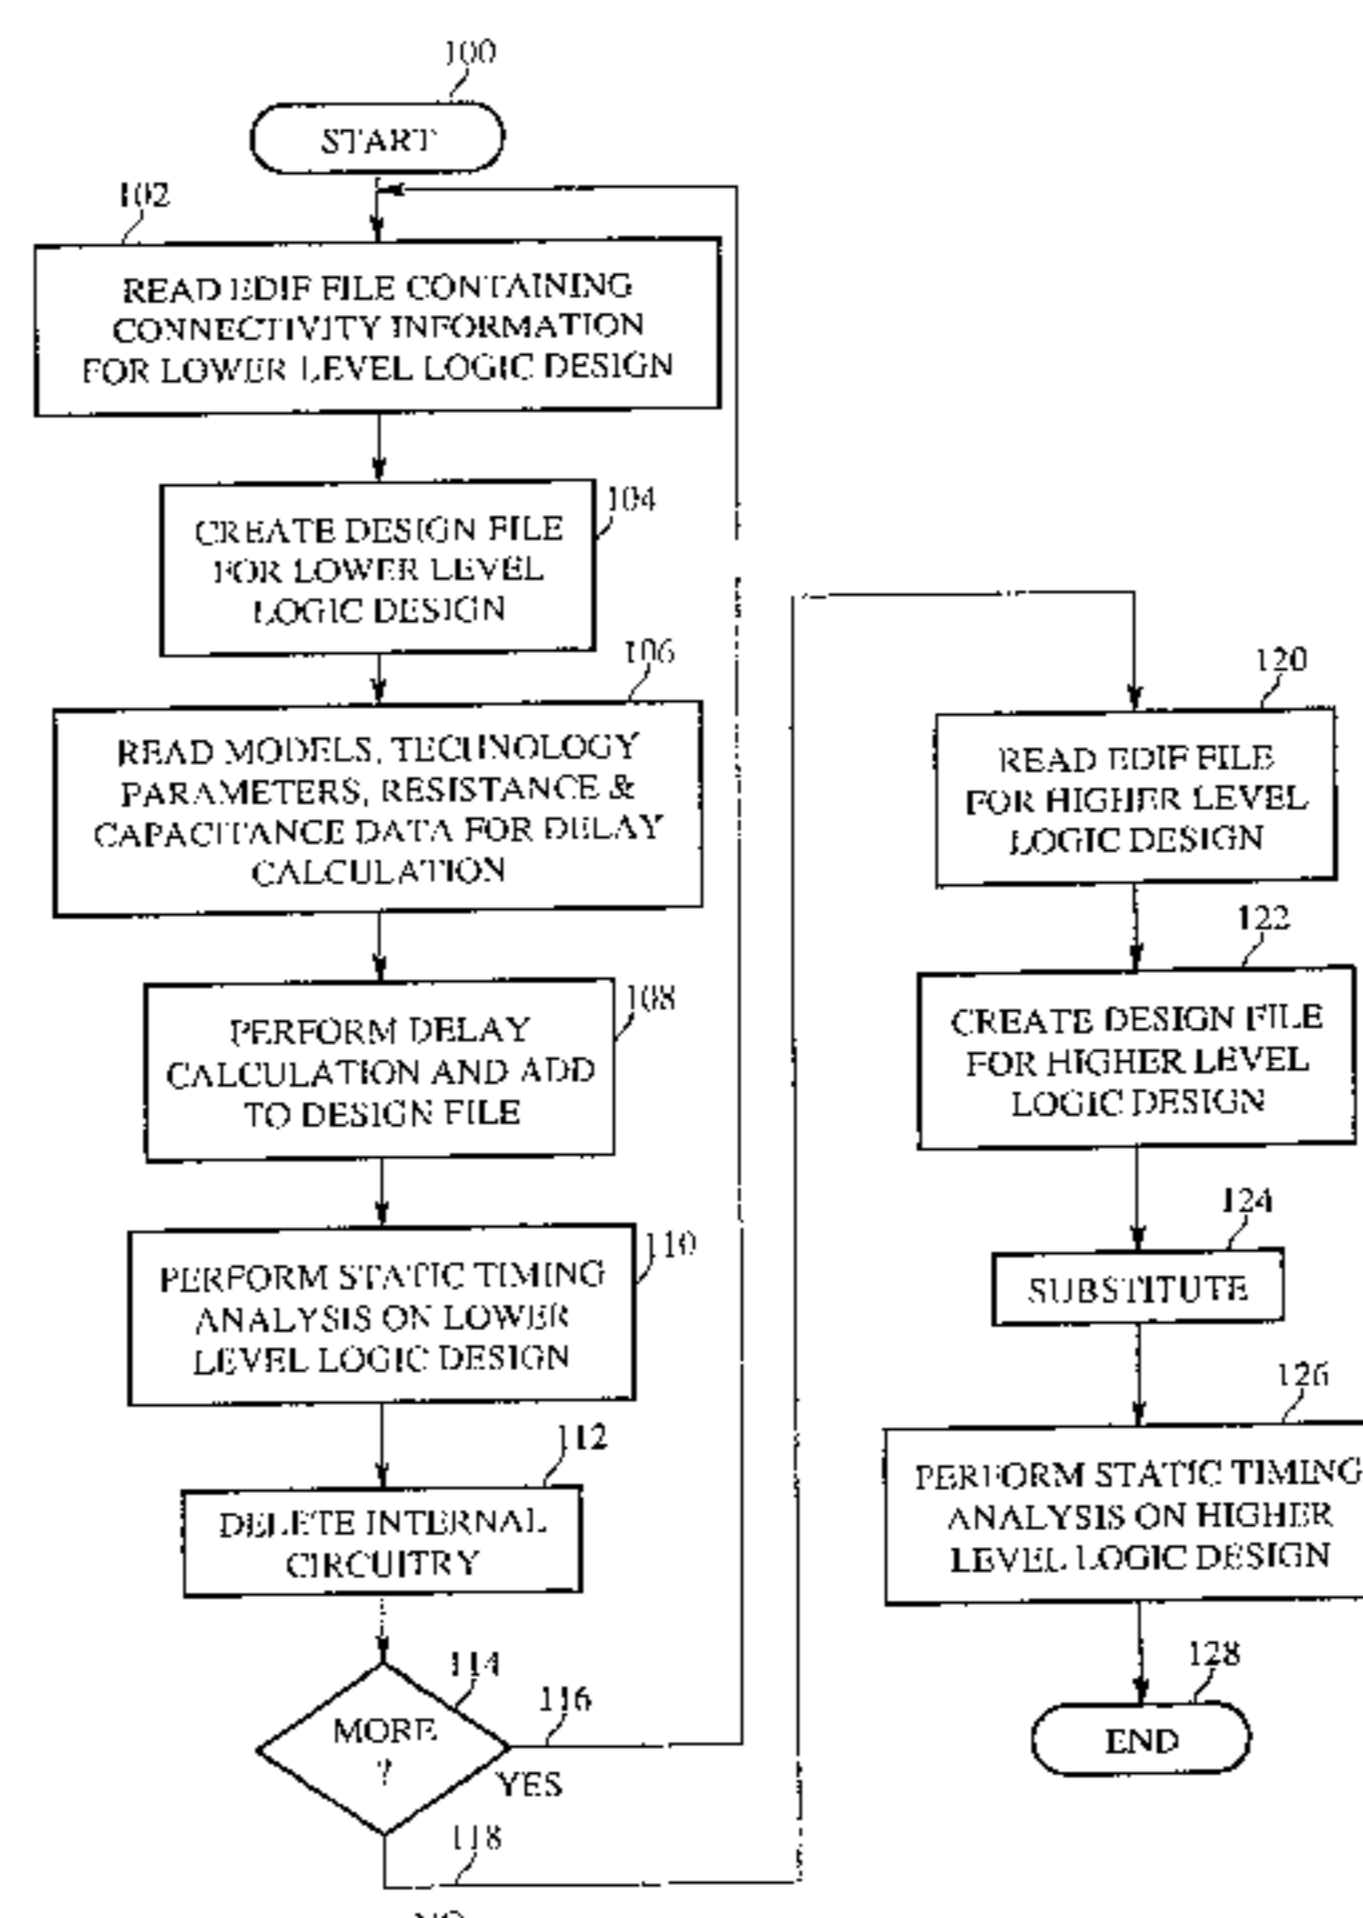 100
START
102
READ EDIF FILE CONTAINING
CONNECTIVITY INFORMATION
FOR LOWER LEVEL LOGIC DESIGN
104
CREATE DESIGN FILE
FOR LOWER LEVEL
LOGIC DESIGN
106
READ MODELS, TECHNOLOGY
PARAMETERS, RESISTANCE &
CAPACITANCE DATA FOR DELAY
CALCULATION
108
PERFORM DELAY
CALCULATION AND ADD
TO DESIGN FILE
110
PERFORM STATIC TIMING
ANALYSIS ON LOWER
LEVEL LOGIC DESIGN
112
DELETE INTERNAL
CIRCUITRY
114
MORE
?
116
YES
118
120
READ EDIF FILE
FOR HIGHER LEVEL
LOGIC DESIGN
122
CREATE DESIGN FILE
FOR HIGHER LEVEL
LOGIC DESIGN
124
SUBSTITUTE
126
PERFORM STATIC TIMING
ANALYSIS ON HIGHER
LEVEL LOGIC DESIGN
128
END